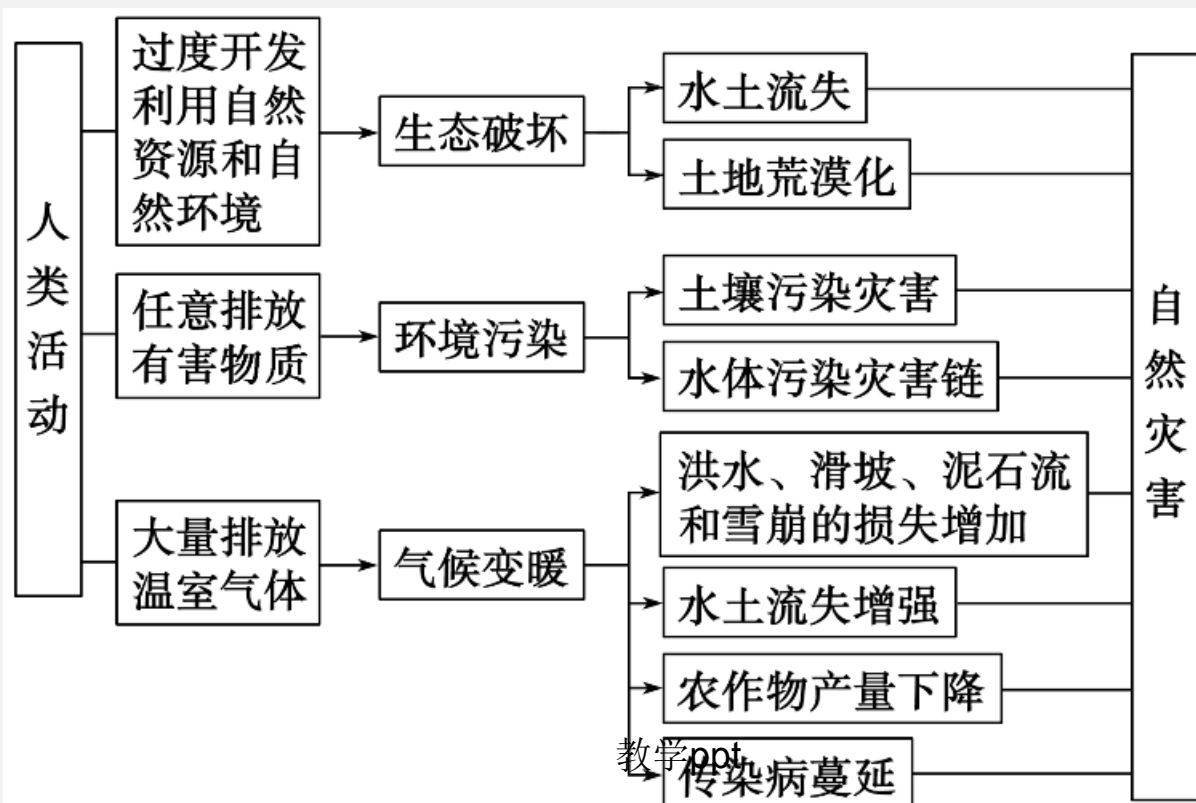 人类活动
过度开发
利用自然
资源和自
然环境
任意排放
有害物质
大量排放
温室气体
生态破坏
环境污染
气候变暖
水土流失
土地荒漠化
土壤污染灾害
水体污染灾害链
洪水、滑坡、泥石流
和雪崩的损失增加
水土流失增强
农作物产量下降
传染病蔓延
自然灾害
教学ppt